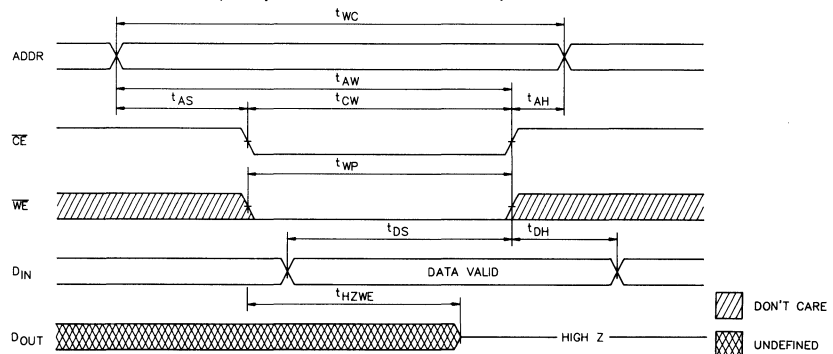 tWC
ADDR
tAW
tAS tCW tAH
CE
tWP
WE
tDS tDH
DIN DATA VALID
tHZWE
DON'T CARE
DOUT HIGH Z
UNDEFINED